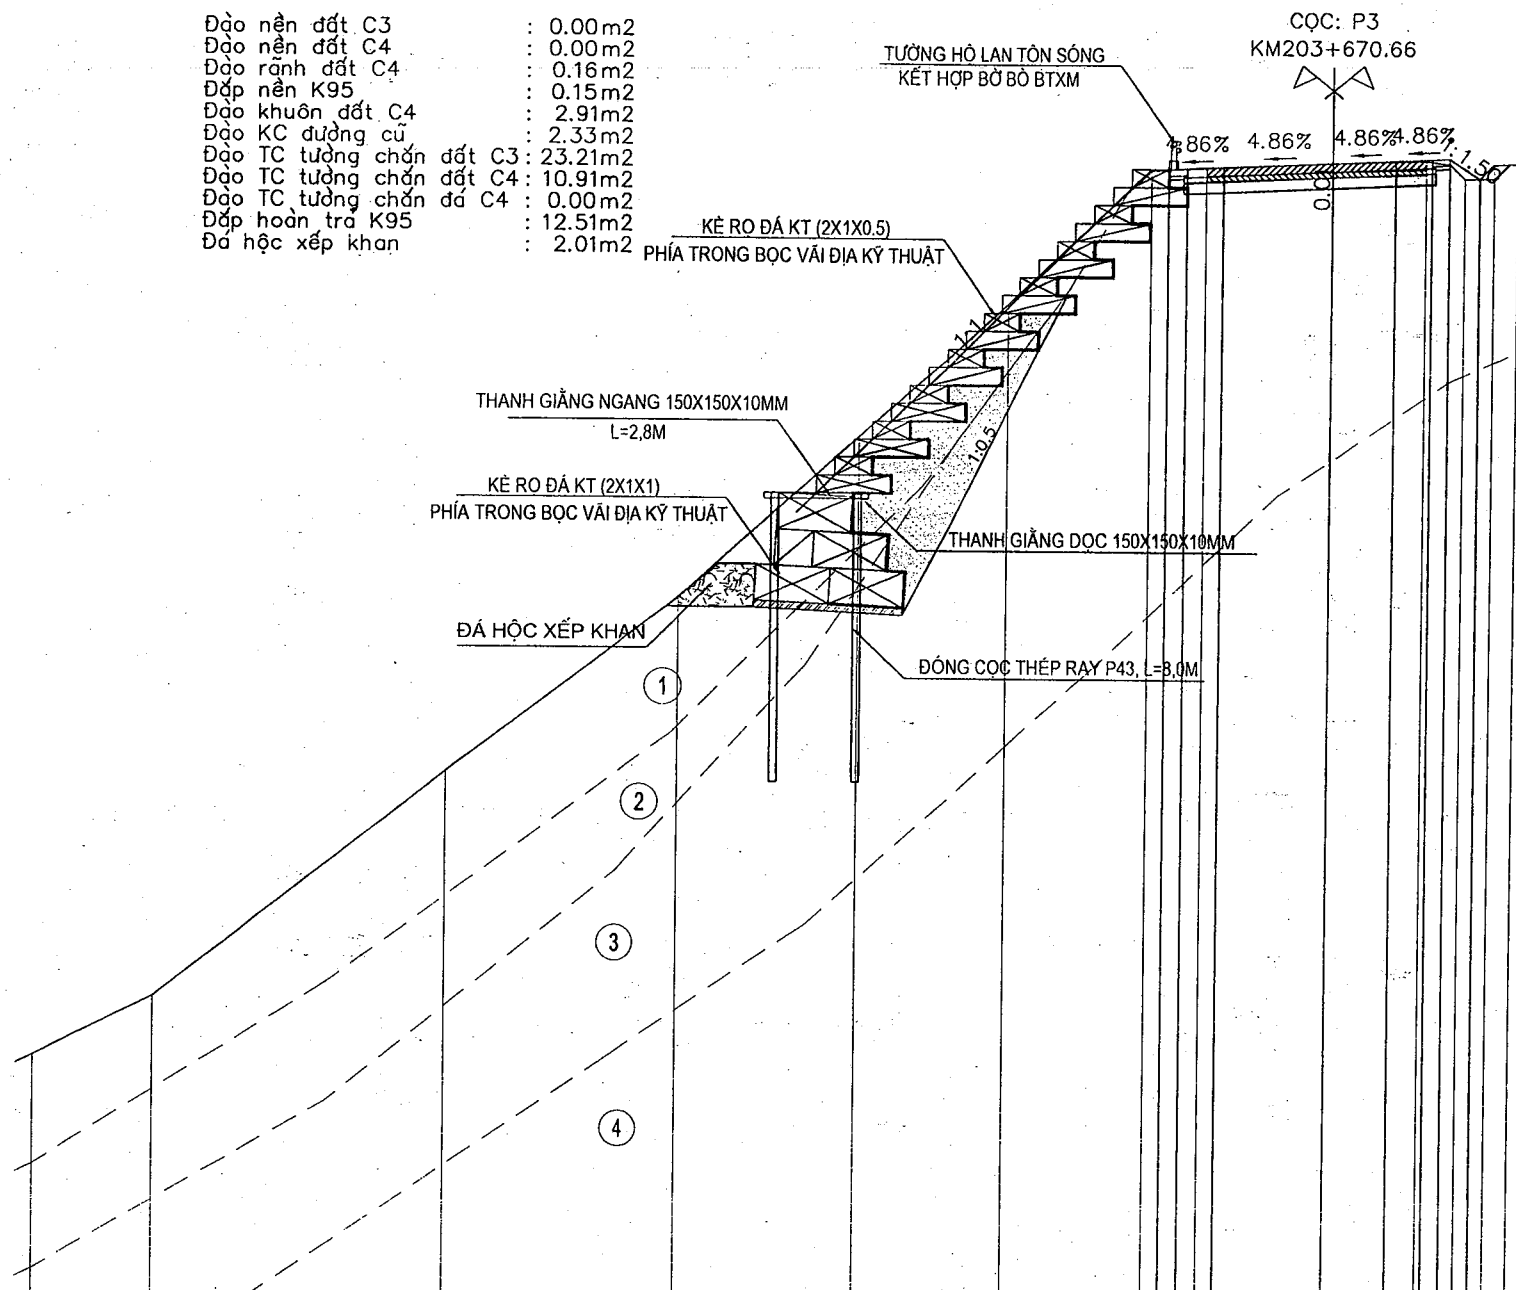 Đào nền đất C3 : 0.00m2
Đào nền đất C4 : 0.00m2
Đào rãnh đất C4 : 0.16m2
Đắp nền K95 : 0.15m2
Đào khuôn đất C4 : 2.91m2
Đào KC đường cũ : 2.33m2
Đào TC tường chắn đất C3 : 23.21m2
Đào TC tường chắn đất C4 : 10.91m2
Đào TC tường chắn đá C4 : 0.00m2
Đắp hoàn trả K95 : 12.51m2
Đá hộc xếp khan : 2.01m2
CỌC: P3
KM203+670.66
TƯỜNG HỘ LAN TÔN SÓNG
KẾT HỢP BỜ BÒ BTXM
.86% 4.86% 4.86% 4.86%
1:1.50
0.0
KÈ RO ĐÁ KT (2X1X0.5)
PHÍA TRONG BỌC VẢI ĐỊA KỸ THUẬT
1:1
THANH GIẰNG NGANG 150X150X10MM
L=2,8M
1:0.5
KÈ RO ĐÁ KT (2X1X1)
PHÍA TRONG BỌC VẢI ĐỊA KỸ THUẬT
THANH GIẰNG DỌC 150X150X10MM
ĐÁ HỘC XẾP KHAN
ĐÓNG CỌC THÉP RAY P43, L=8,0M
1
2
3
4